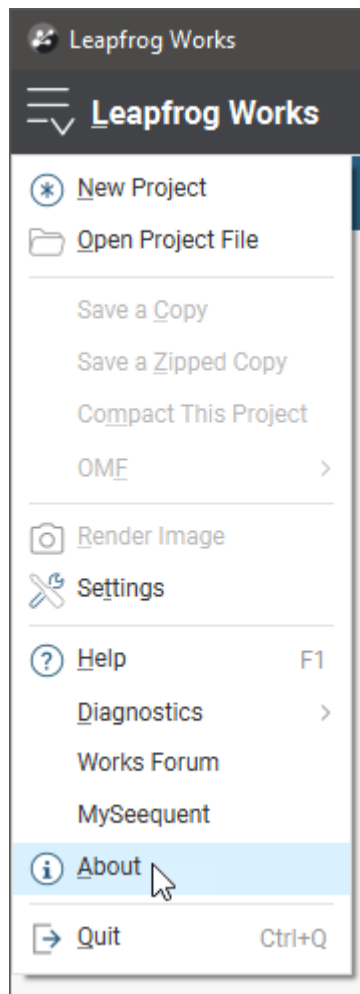 Leapfrog Works
Leapfrog Works
New Project
Open Project File
Save a Copy
Save a Zipped Copy
Compact This Project
OMF
Render Image
Settings
Help F1
Diagnostics
Works Forum
MySeequent
About
Quit Ctrl+Q